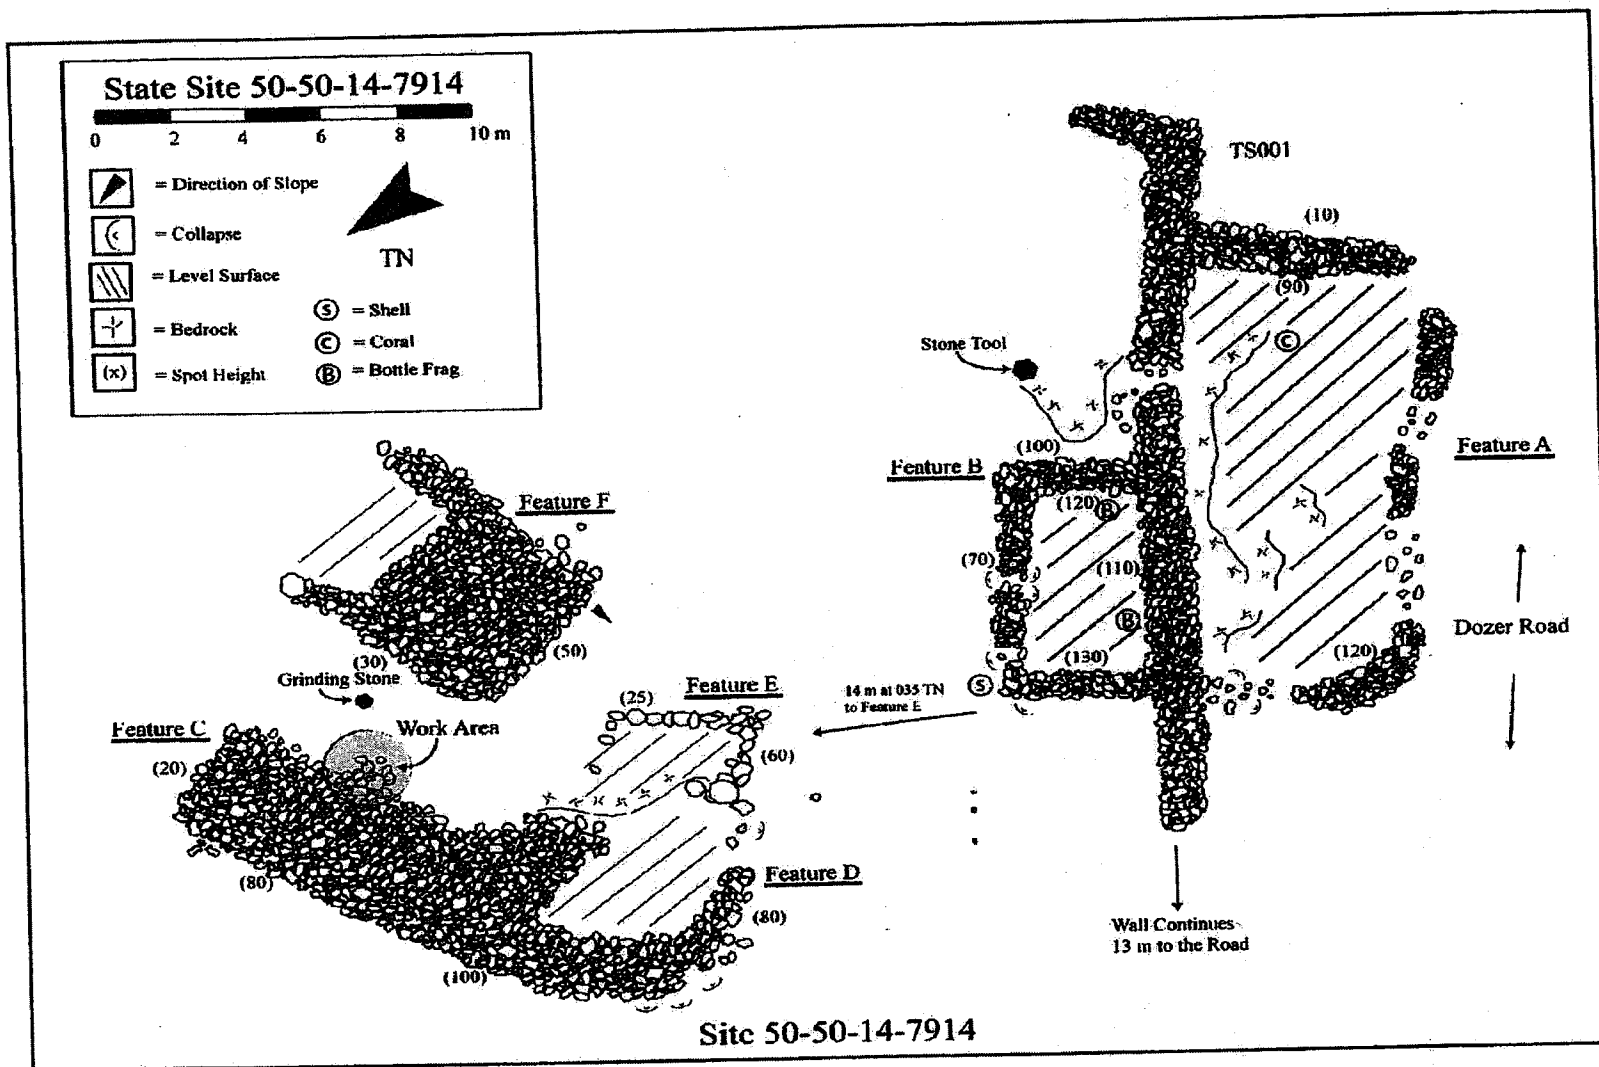 State Site 50-50-14-7914
0 2 4 6 8 10 m
= Direction of Slope
= Collapse
= Level Surface
= Bedrock
(x) = Spot Height
TN
S = Shell
C = Coral
B = Bottle Frag
TS001
(10)
(90)
C
Stone Tool
Feature A
(100)
Feature B
(120)
B
(70)
(110)
B
(130)
(120)
S
Dozer Road
Feature F
(50)
(30)
Grinding Stone
14 m at 035 TN
to Feature E
Feature E
(25)
(60)
Feature C
Work Area
(20)
(80)
Feature D
(80)
(100)
Wall Continues
13 m to the Road
Site 50-50-14-7914